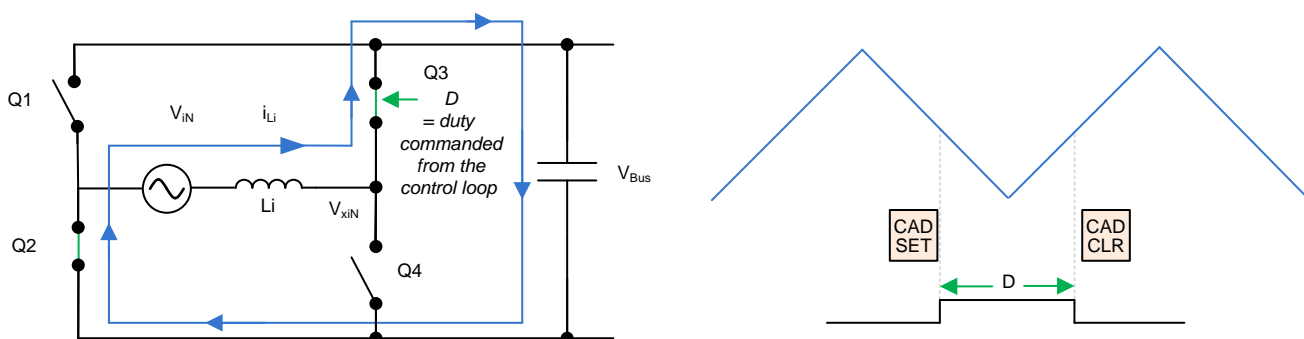 Q1
ViN
iLi
Q3
D
= duty
commanded
from the
control loop
Li
VxiN
VBus
Q2
Q4
CAD
SET
CAD
CLR
D